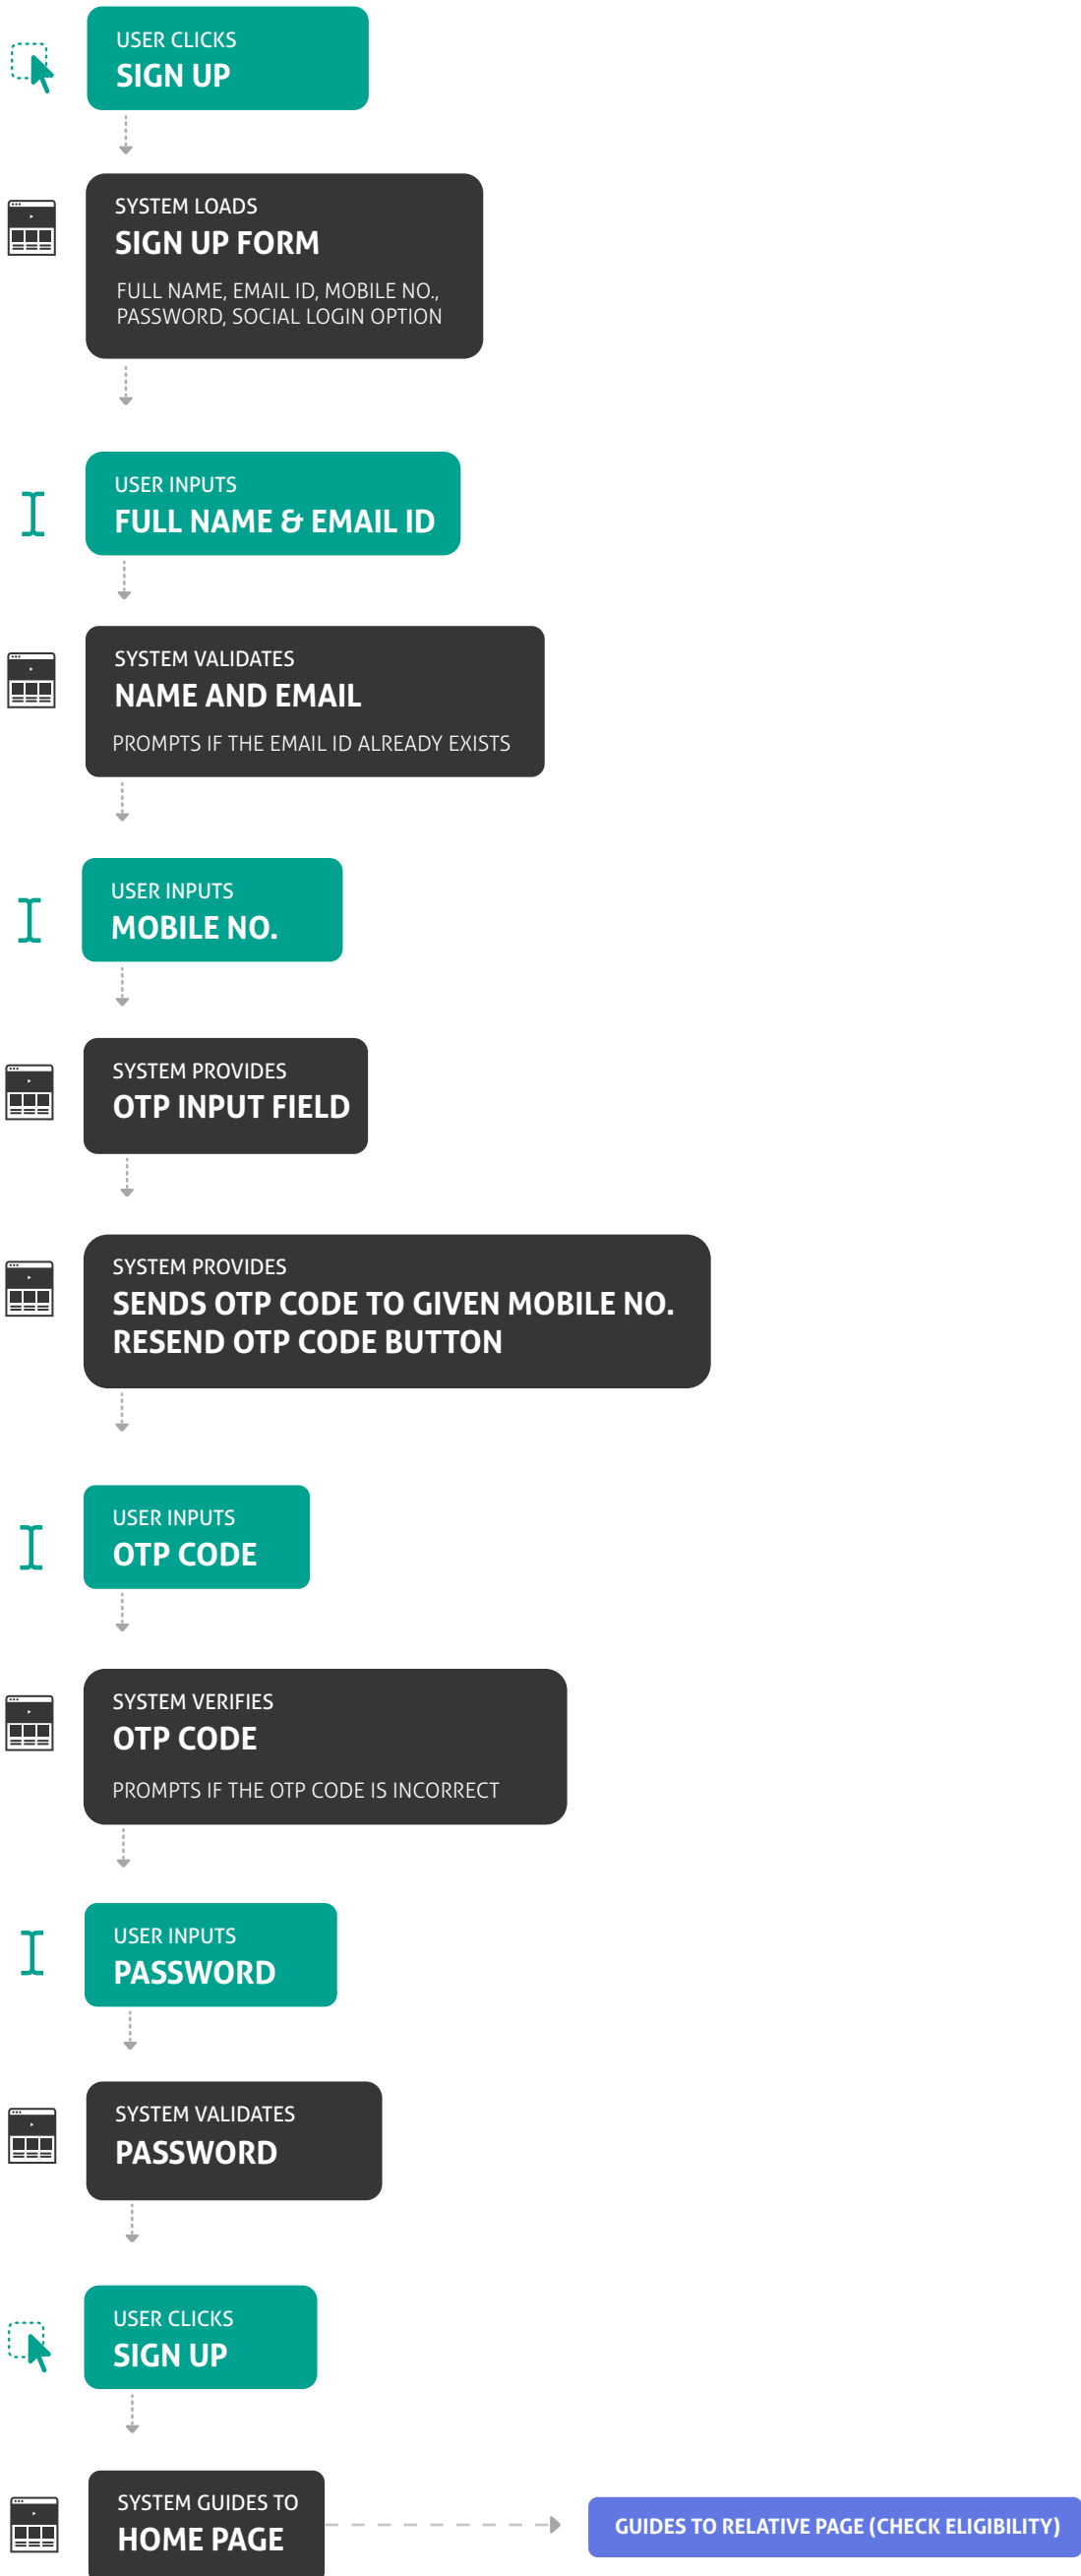 USER CLICKS
SIGN UP
SYSTEM LOADS
SIGN UP FORM
FULL NAME, EMAIL ID, MOBILE NO.,
PASSWORD, SOCIAL LOGIN OPTION
USER INPUTS
FULL NAME & EMAIL ID
SYSTEM VALIDATES
NAME AND EMAIL
PROMPTS IF THE EMAIL ID ALREADY EXISTS
USER INPUTS
MOBILE NO.
SYSTEM PROVIDES
OTP INPUT FIELD
SYSTEM PROVIDES
SENDS OTP CODE TO GIVEN MOBILE NO.
RESEND OTP CODE BUTTON
USER INPUTS
OTP CODE
SYSTEM VERIFIES
OTP CODE
PROMPTS IF THE OTP CODE IS INCORRECT
USER INPUTS
PASSWORD
SYSTEM VALIDATES
PASSWORD
USER CLICKS
SIGN UP
SYSTEM GUIDES TO
HOME PAGE
GUIDES TO RELATIVE PAGE (CHECK ELIGIBILITY)